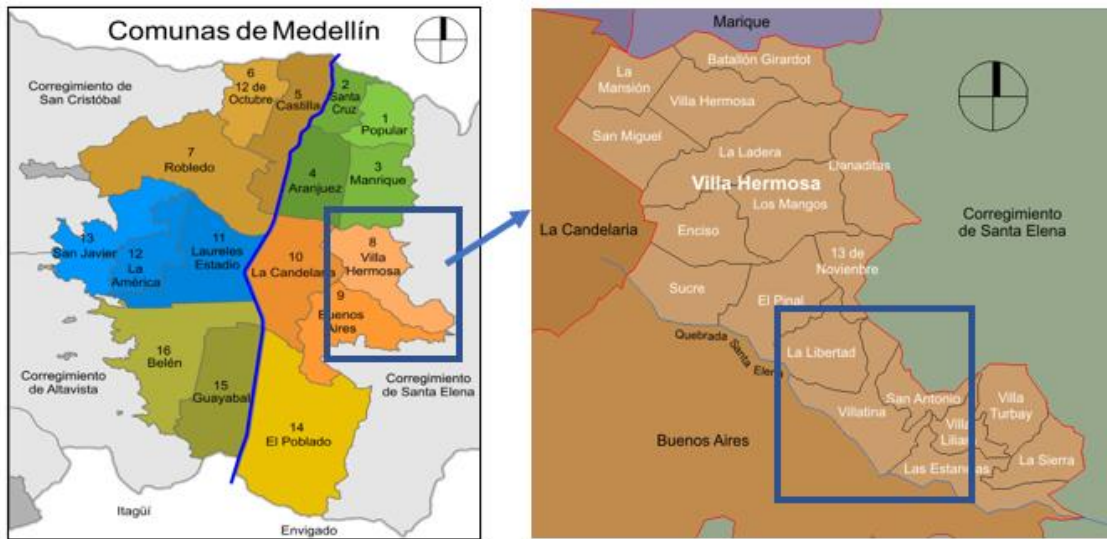 Comunas de Medellín
Corregimiento de
San Cristóbal
6
12 de
Octubre
5
Castilla
2
Santa
Cruz
1
Popular
7
Robledo
4
Aranjuez
3
Manrique
13
San Javier
12
La
América
11
Laureles
Estadio
10
La Candelaria
8
Villa
Hermosa
9
Buenos
Aires
16
Belén
Corregimiento
de Altavista
15
Guayabal
14
El Poblado
Corregimiento
de Santa Elena
Itagüí
Envigado
Marique
Batallón Girardot
La
Mansión
Villa Hermosa
San Miguel
La Ladera
Llanaditas
Villa Hermosa
Los Mangos
La Candelaria
Enciso
Corregimiento
de Santa Elena
13 de
Novienbre
Sucre
El Pinal
Quebrada Santa Elena
La Libertad
Villatina
San Antonio
Villa
Lilian
Villa
Turbay
Buenos Aires
Las Estancias
La Sierra